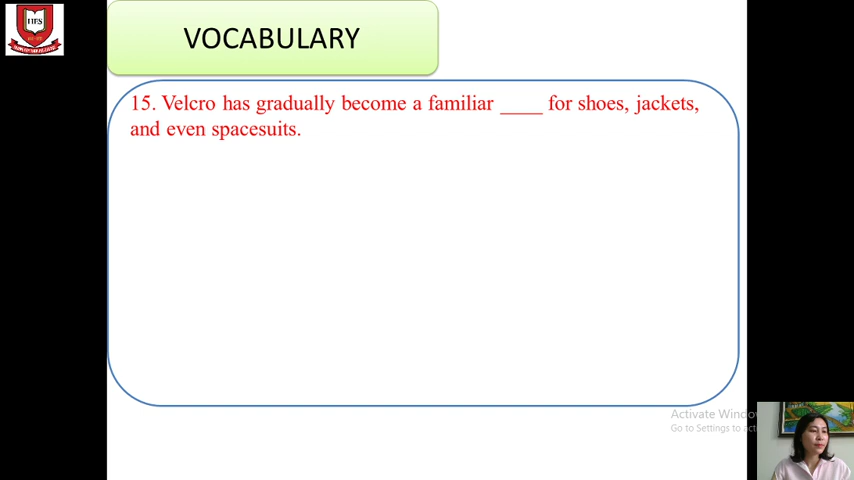 VOCABULARY
15. Velcro has gradually become a familiar ____ for shoes, jackets,
and even spacesuits.
Activate Windo
Go to Settings to acti